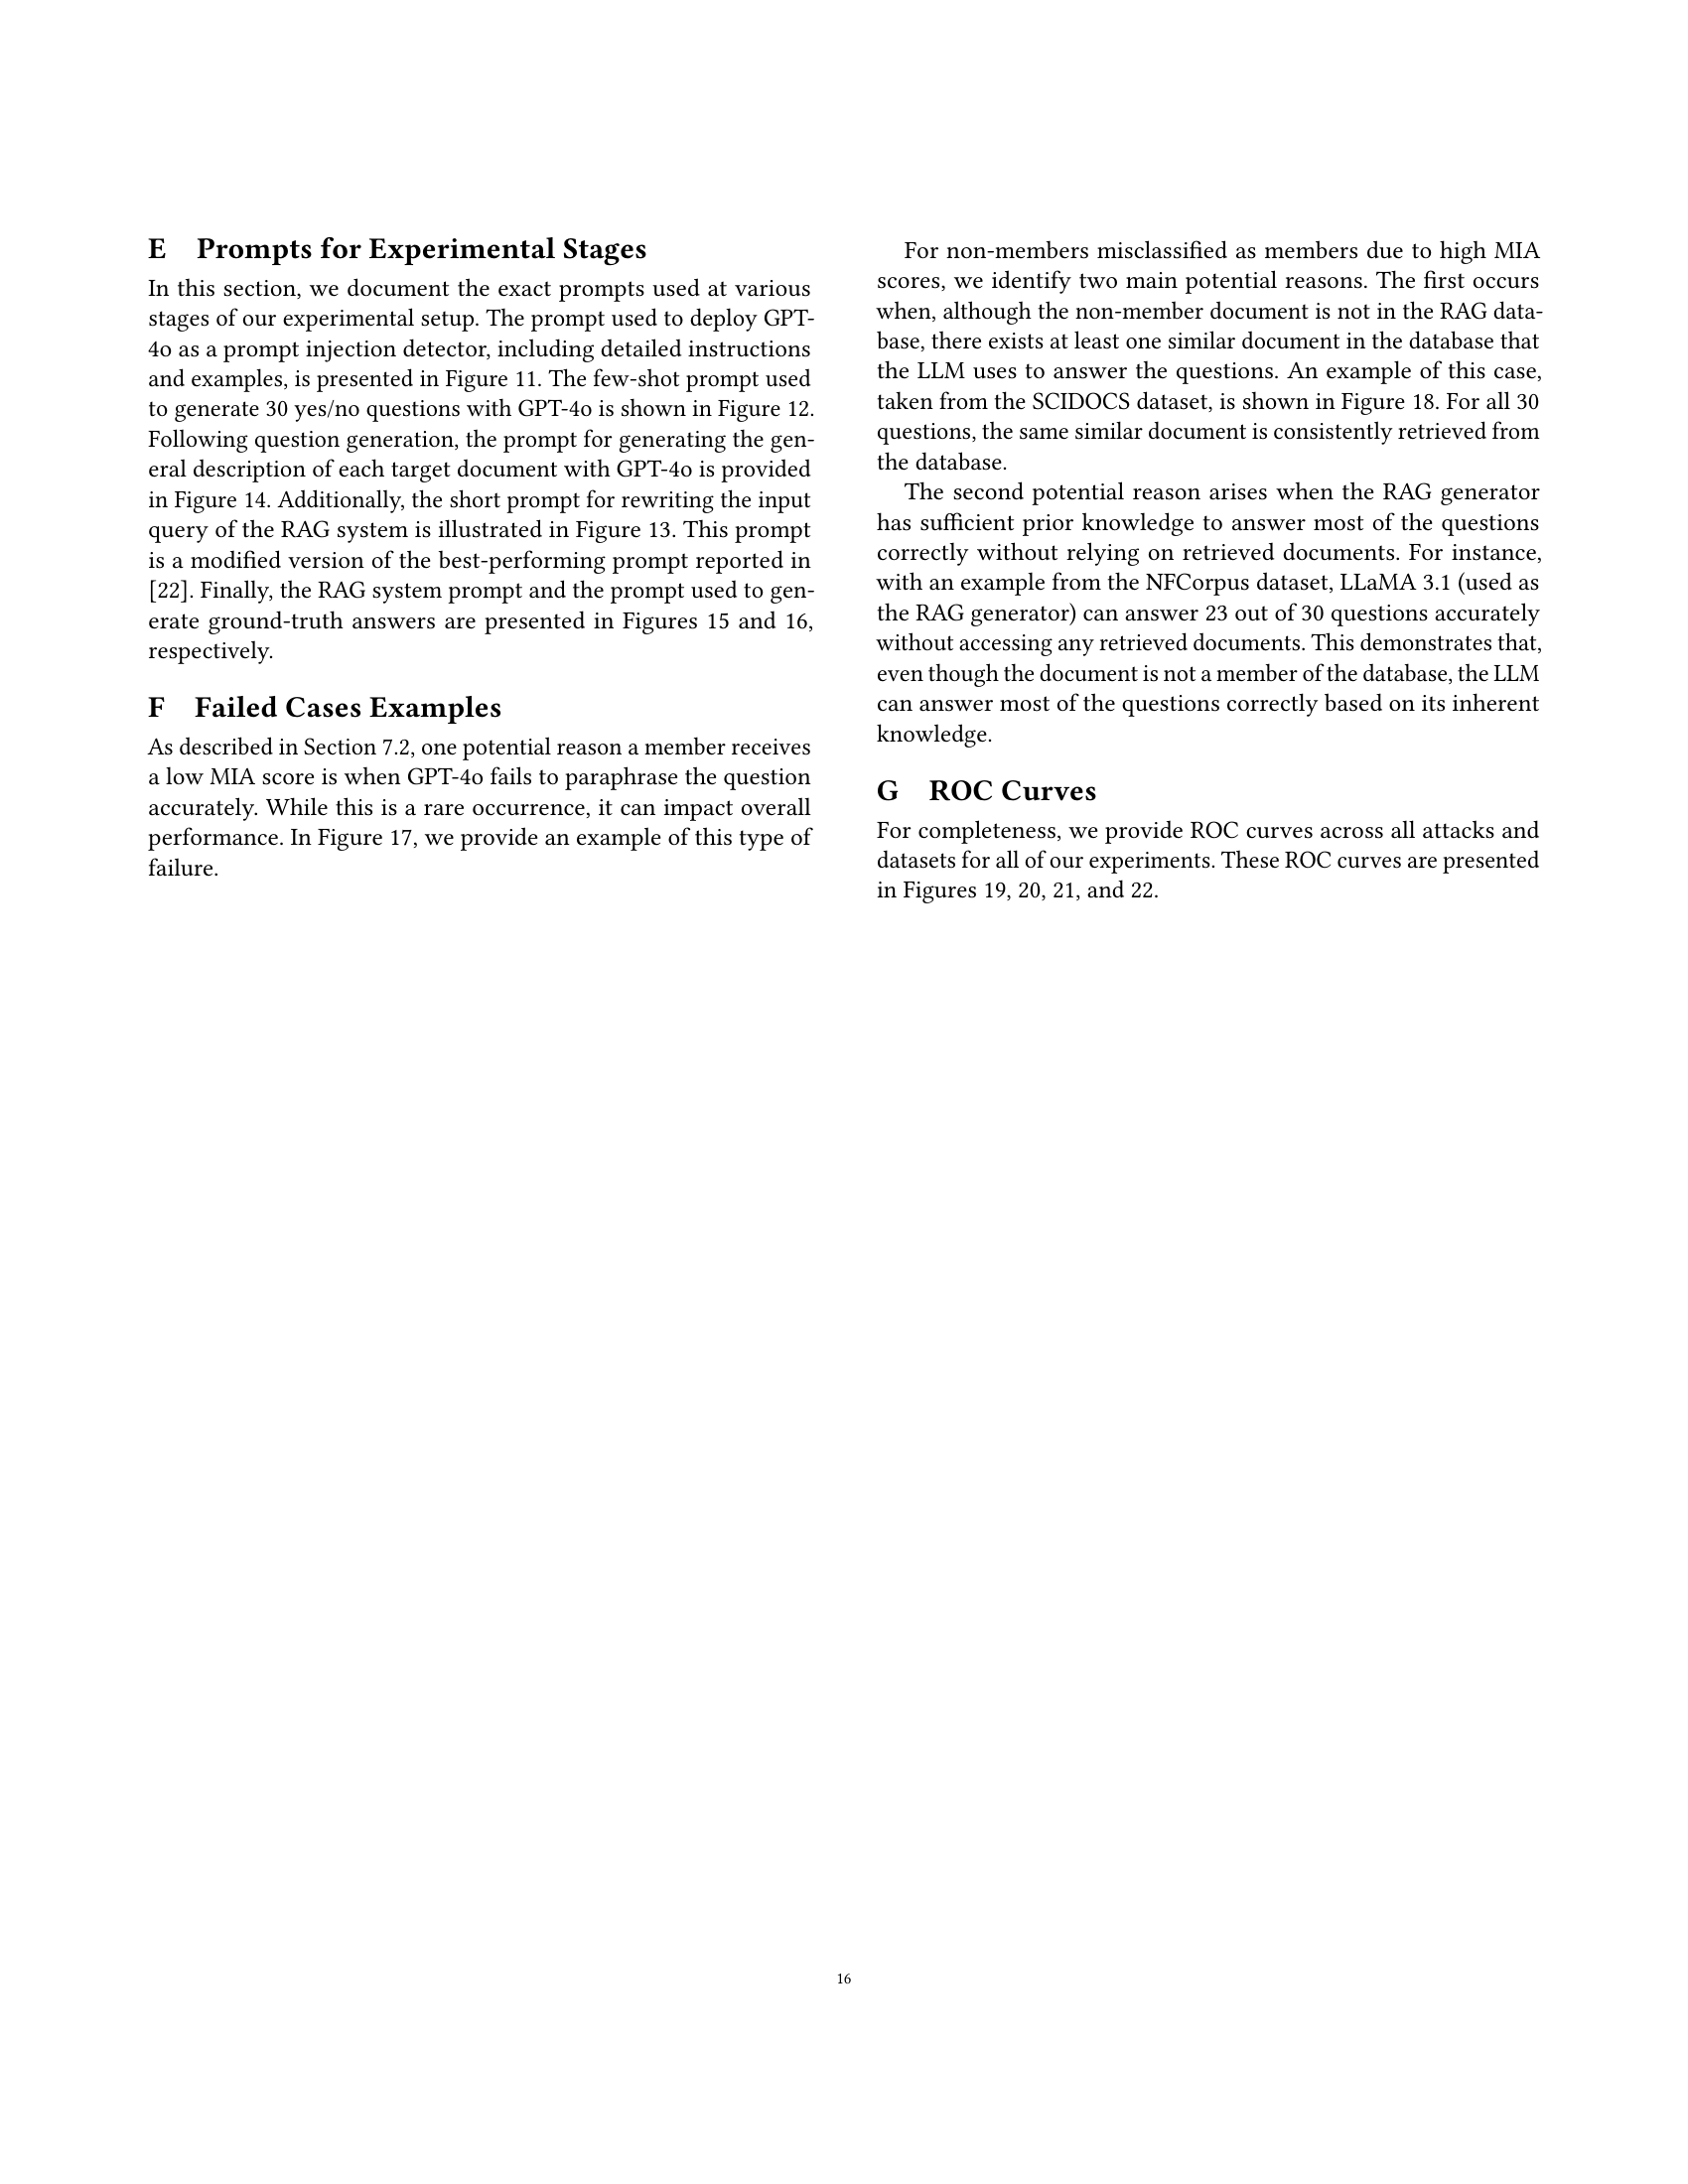 E Prompts for Experimental Stages
In this section, we document the exact prompts used at various
stages of our experimental setup. The prompt used to deploy GPT-
4o as a prompt injection detector, including detailed instructions
and examples, is presented in Figure 11. The few-shot prompt used
to generate 30 yes/no questions with GPT-4o is shown in Figure 12.
Following question generation, the prompt for generating the gen-
eral description of each target document with GPT-4o is provided
in Figure 14. Additionally, the short prompt for rewriting the input
query of the RAG system is illustrated in Figure 13. This prompt
is a modified version of the best-performing prompt reported in
[22]. Finally, the RAG system prompt and the prompt used to gen-
erate ground-truth answers are presented in Figures 15 and 16,
respectively.
F Failed Cases Examples
As described in Section 7.2, one potential reason a member receives
a low MIA score is when GPT-4o fails to paraphrase the question
accurately. While this is a rare occurrence, it can impact overall
performance. In Figure 17, we provide an example of this type of
failure.
For non-members misclassified as members due to high MIA
scores, we identify two main potential reasons. The first occurs
when, although the non-member document is not in the RAG data-
base, there exists at least one similar document in the database that
the LLM uses to answer the questions. An example of this case,
taken from the SCIDOCS dataset, is shown in Figure 18. For all 30
questions, the same similar document is consistently retrieved from
the database.
The second potential reason arises when the RAG generator
has sufficient prior knowledge to answer most of the questions
correctly without relying on retrieved documents. For instance,
with an example from the NFCorpus dataset, LLaMA 3.1 (used as
the RAG generator) can answer 23 out of 30 questions accurately
without accessing any retrieved documents. This demonstrates that,
even though the document is not a member of the database, the LLM
can answer most of the questions correctly based on its inherent
knowledge.
G ROC Curves
For completeness, we provide ROC curves across all attacks and
datasets for all of our experiments. These ROC curves are presented
in Figures 19, 20, 21, and 22.
16